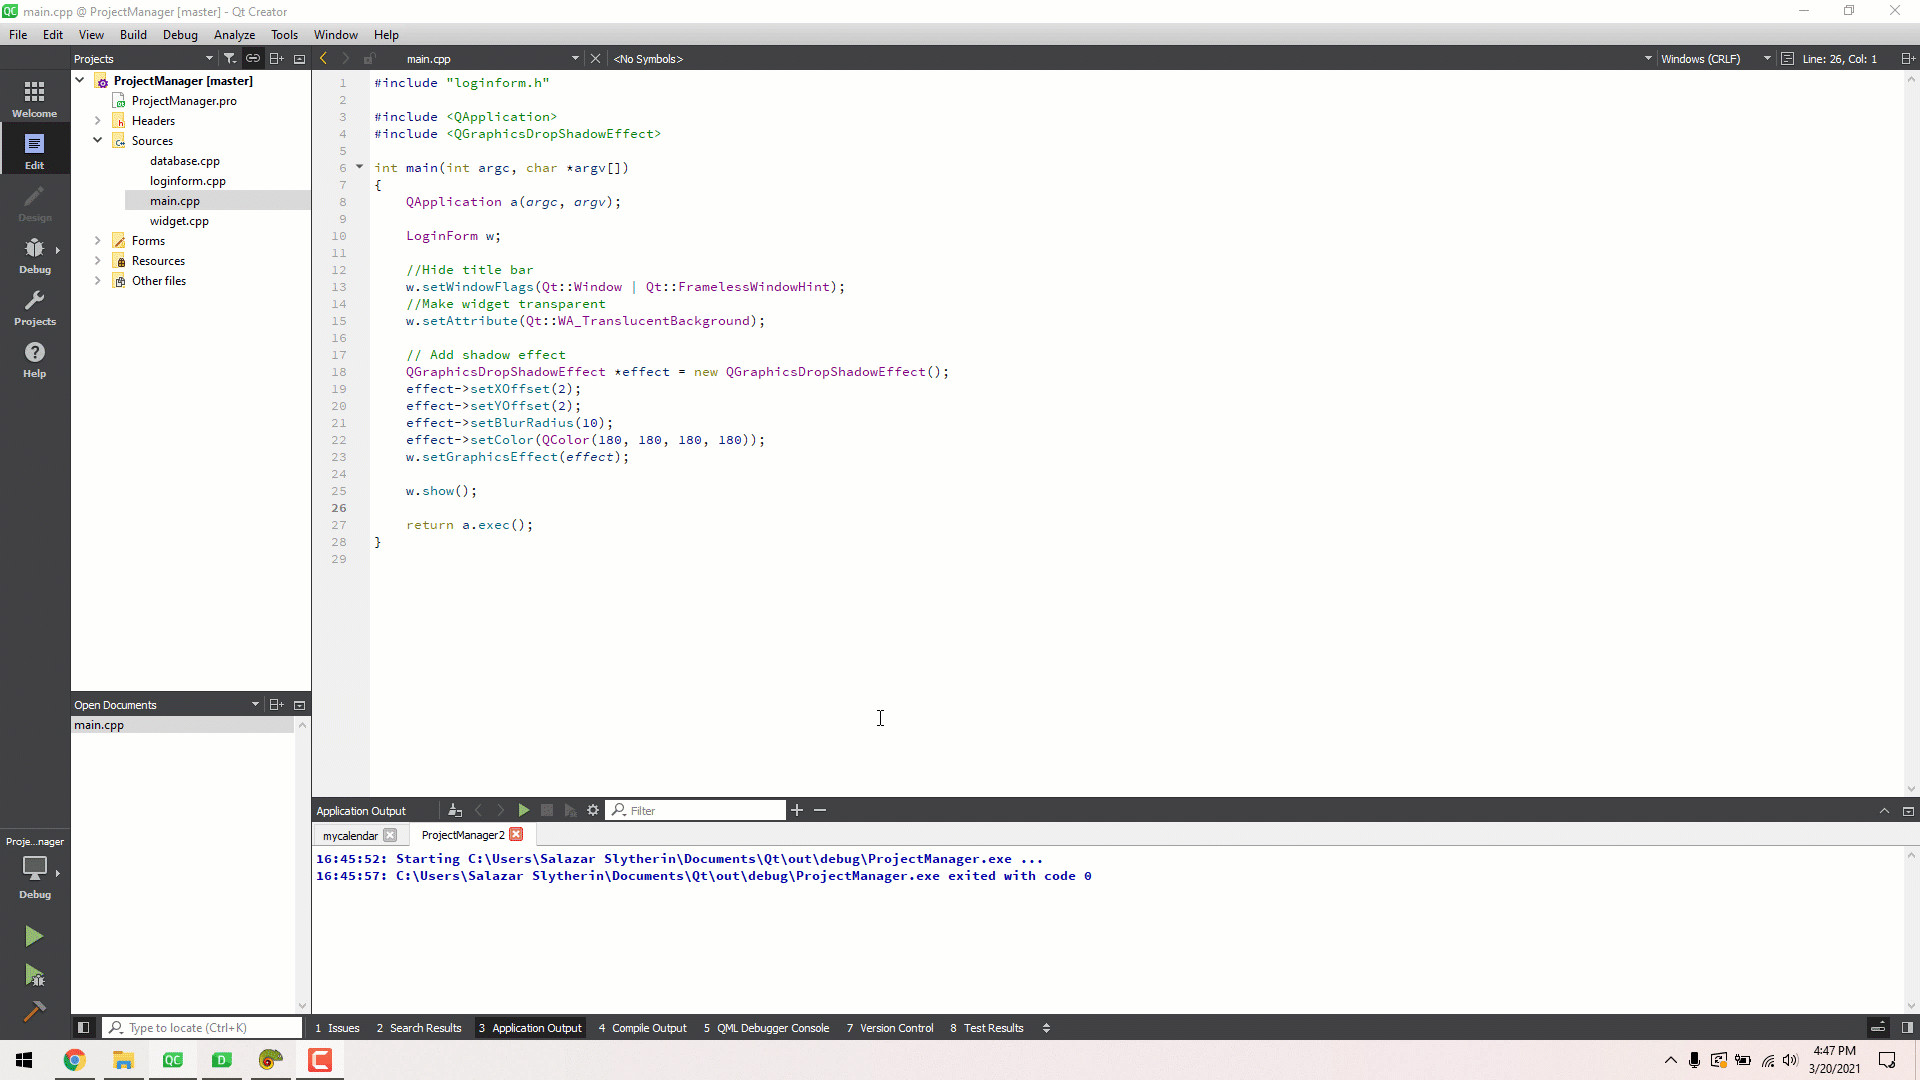 main.cpp @ ProjectManager [master] - Qt Creator
File Edit View Build Debug Analyze Tools Window Help
Projects
main.cpp
<No Symbols>
Windows (CRLF)
Line: 26, Col: 1
Welcome
Edit
Design
Debug
Projects
Help
ProjectManager [master]
ProjectManager.pro
Headers
Sources
database.cpp
loginform.cpp
main.cpp
widget.cpp
Forms
Resources
Other files
1 #include "loginform.h"
2
3 #include <QApplication>
4 #include <QGraphicsDropShadowEffect>
5
6 int main(int argc, char *argv[])
7 {
8 QApplication a(argc, argv);
9
10 LoginForm w;
11
12 //Hide title bar
13 w.setWindowFlags(Qt::Window | Qt::FramelessWindowHint);
14 //Make widget transparent
15 w.setAttribute(Qt::WA_TranslucentBackground);
16
17 // Add shadow effect
18 QGraphicsDropShadowEffect *effect = new QGraphicsDropShadowEffect();
19 effect->setXOffset(2);
20 effect->setYOffset(2);
21 effect->setBlurRadius(10);
22 effect->setColor(QColor(180, 180, 180, 180));
23 w.setGraphicsEffect(effect);
24
25 w.show();
26
27 return a.exec();
28 }
29
Open Documents
main.cpp
Application Output
Filter
mycalendar
ProjectManager2
16:45:52: Starting C:\Users\Salazar Slytherin\Documents\Qt\out\debug\ProjectManager.exe ...
16:45:57: C:\Users\Salazar Slytherin\Documents\Qt\out\debug\ProjectManager.exe exited with code 0
Proje...nager
Debug
Type to locate (Ctrl+K)
1 Issues 2 Search Results 3 Application Output 4 Compile Output 5 QML Debugger Console 7 Version Control 8 Test Results
4:47 PM
3/20/2021